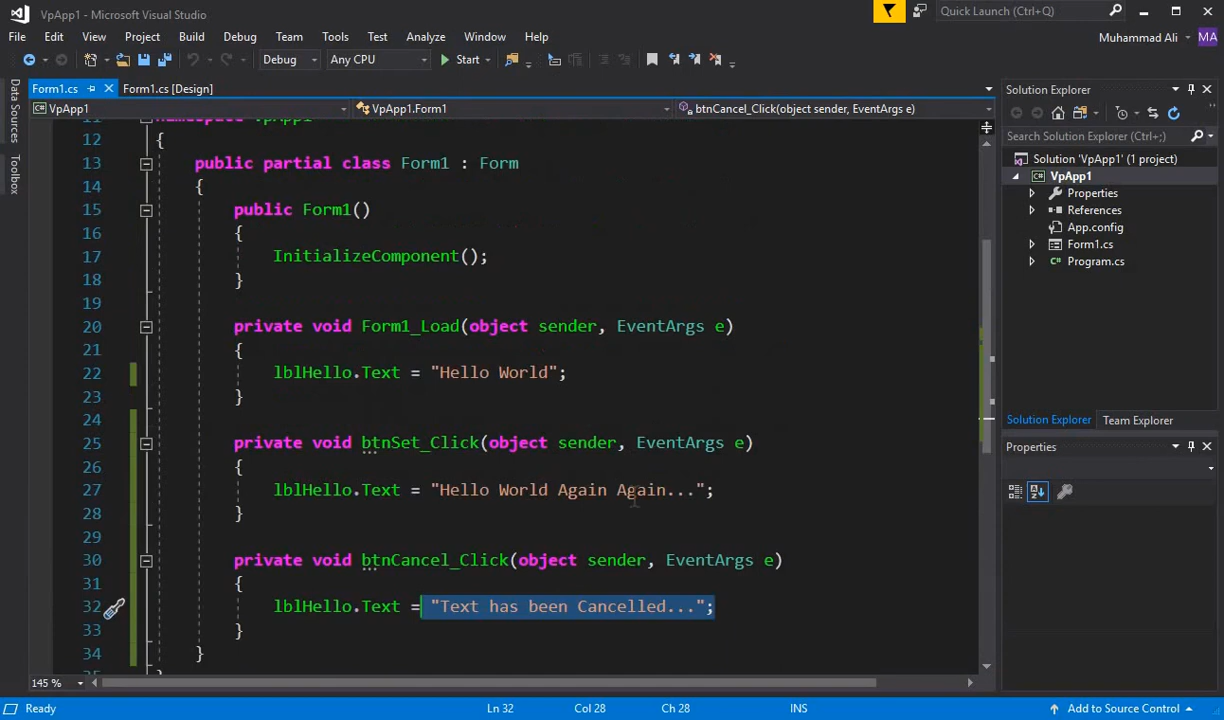 VpApp1 - Microsoft Visual Studio
Quick Launch (Ctrl+Q)
File Edit View Project Build Debug Team Tools Test Analyze Window Help
Muhammad Ali MA
Debug Any CPU Start
Data Sources
Toolbox
Form1.cs Form1.cs [Design]
VpApp1 VpApp1.Form1 btnCancel_Click(object sender, EventArgs e)
12 {
13 public partial class Form1 : Form
14 {
15 public Form1()
16 {
17 InitializeComponent();
18 }
19
20 private void Form1_Load(object sender, EventArgs e)
21 {
22 lblHello.Text = "Hello World";
23 }
24
25 private void btnSet_Click(object sender, EventArgs e)
26 {
27 lblHello.Text = "Hello World Again Again...";
28 }
29
30 private void btnCancel_Click(object sender, EventArgs e)
31 {
32 lblHello.Text = "Text has been Cancelled...";
33 }
34 }
145 %
Solution Explorer
Search Solution Explorer (Ctrl+;)
Solution 'VpApp1' (1 project)
VpApp1
Properties
References
App.config
Form1.cs
Program.cs
Solution Explorer Team Explorer
Properties
Ready Ln 32 Col 28 Ch 28 INS Add to Source Control